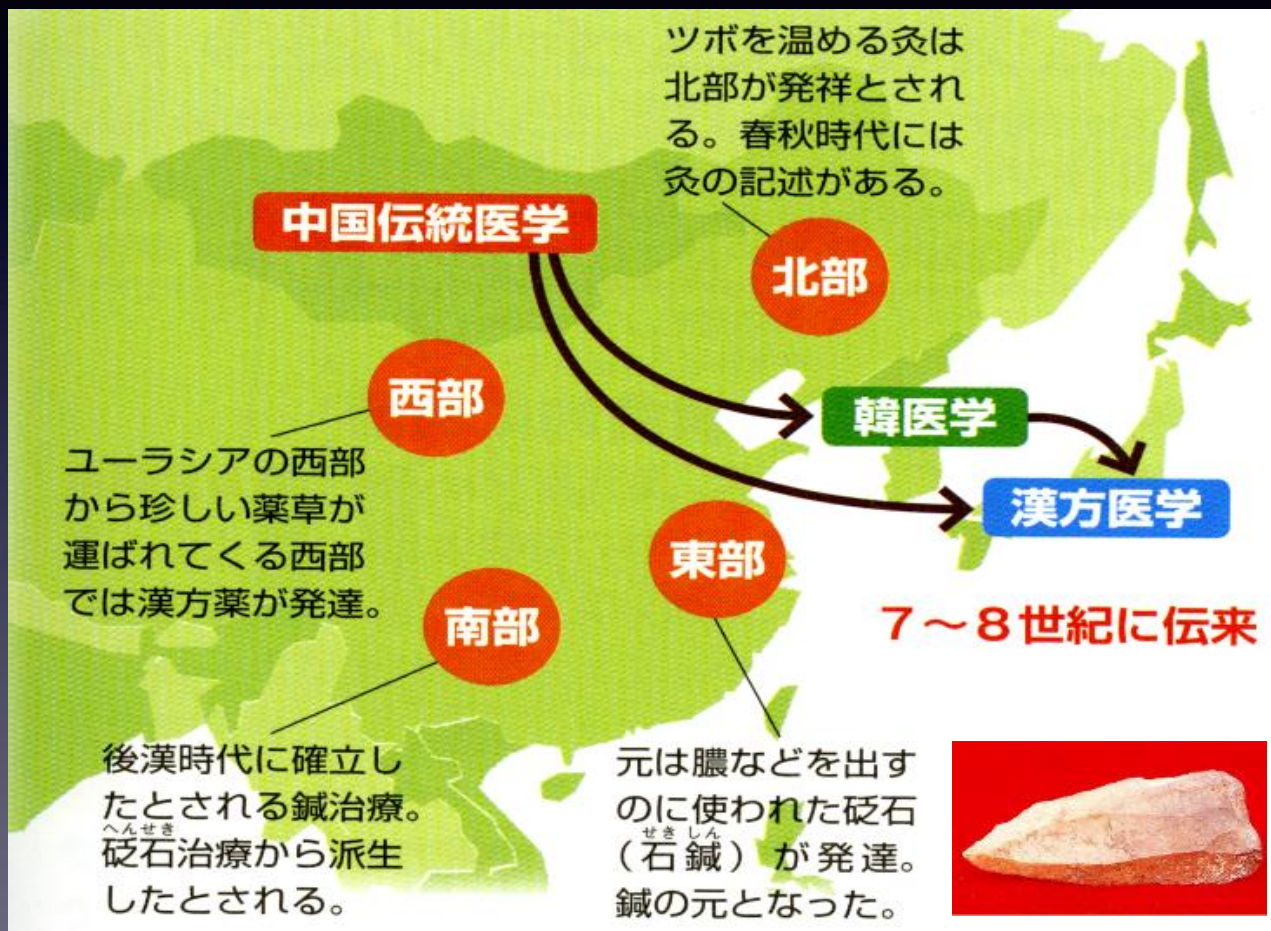 ツボを温める灸は
北部が発祥とされ
る。春秋時代には
灸の記述がある。
中国伝統医学
北部
西部
韓医学
漢方医学
ユーラシアの西部
から珍しい薬草が
運ばれてくる西部
では漢方薬が発達。
東部
南部
7～8世紀に伝来
後漢時代に確立し
たとされる鍼治療。
へんせき
砭石治療から派生
したとされる。
元は膿などを出す
のに使われた砭石
せきしん
（石鍼）が発達。
鍼の元となった。